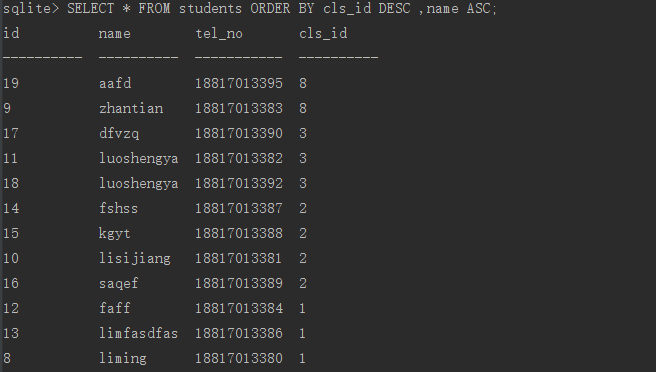 sqlite> SELECT * FROM students ORDER BY cls_id DESC ,name ASC;
id          name        tel_no       cls_id
----------  ----------  -----------  ----------
19          aafd        18817013395  8
9           zhantian    18817013383  8
17          dfvzq       18817013390  3
11          luoshengya  18817013382  3
18          luoshengya  18817013392  3
14          fshss       18817013387  2
15          kgyt        18817013388  2
10          lisijiang   18817013381  2
16          saqef       18817013389  2
12          faff        18817013384  1
13          limfasdfas  18817013386  1
8           liming      18817013380  1